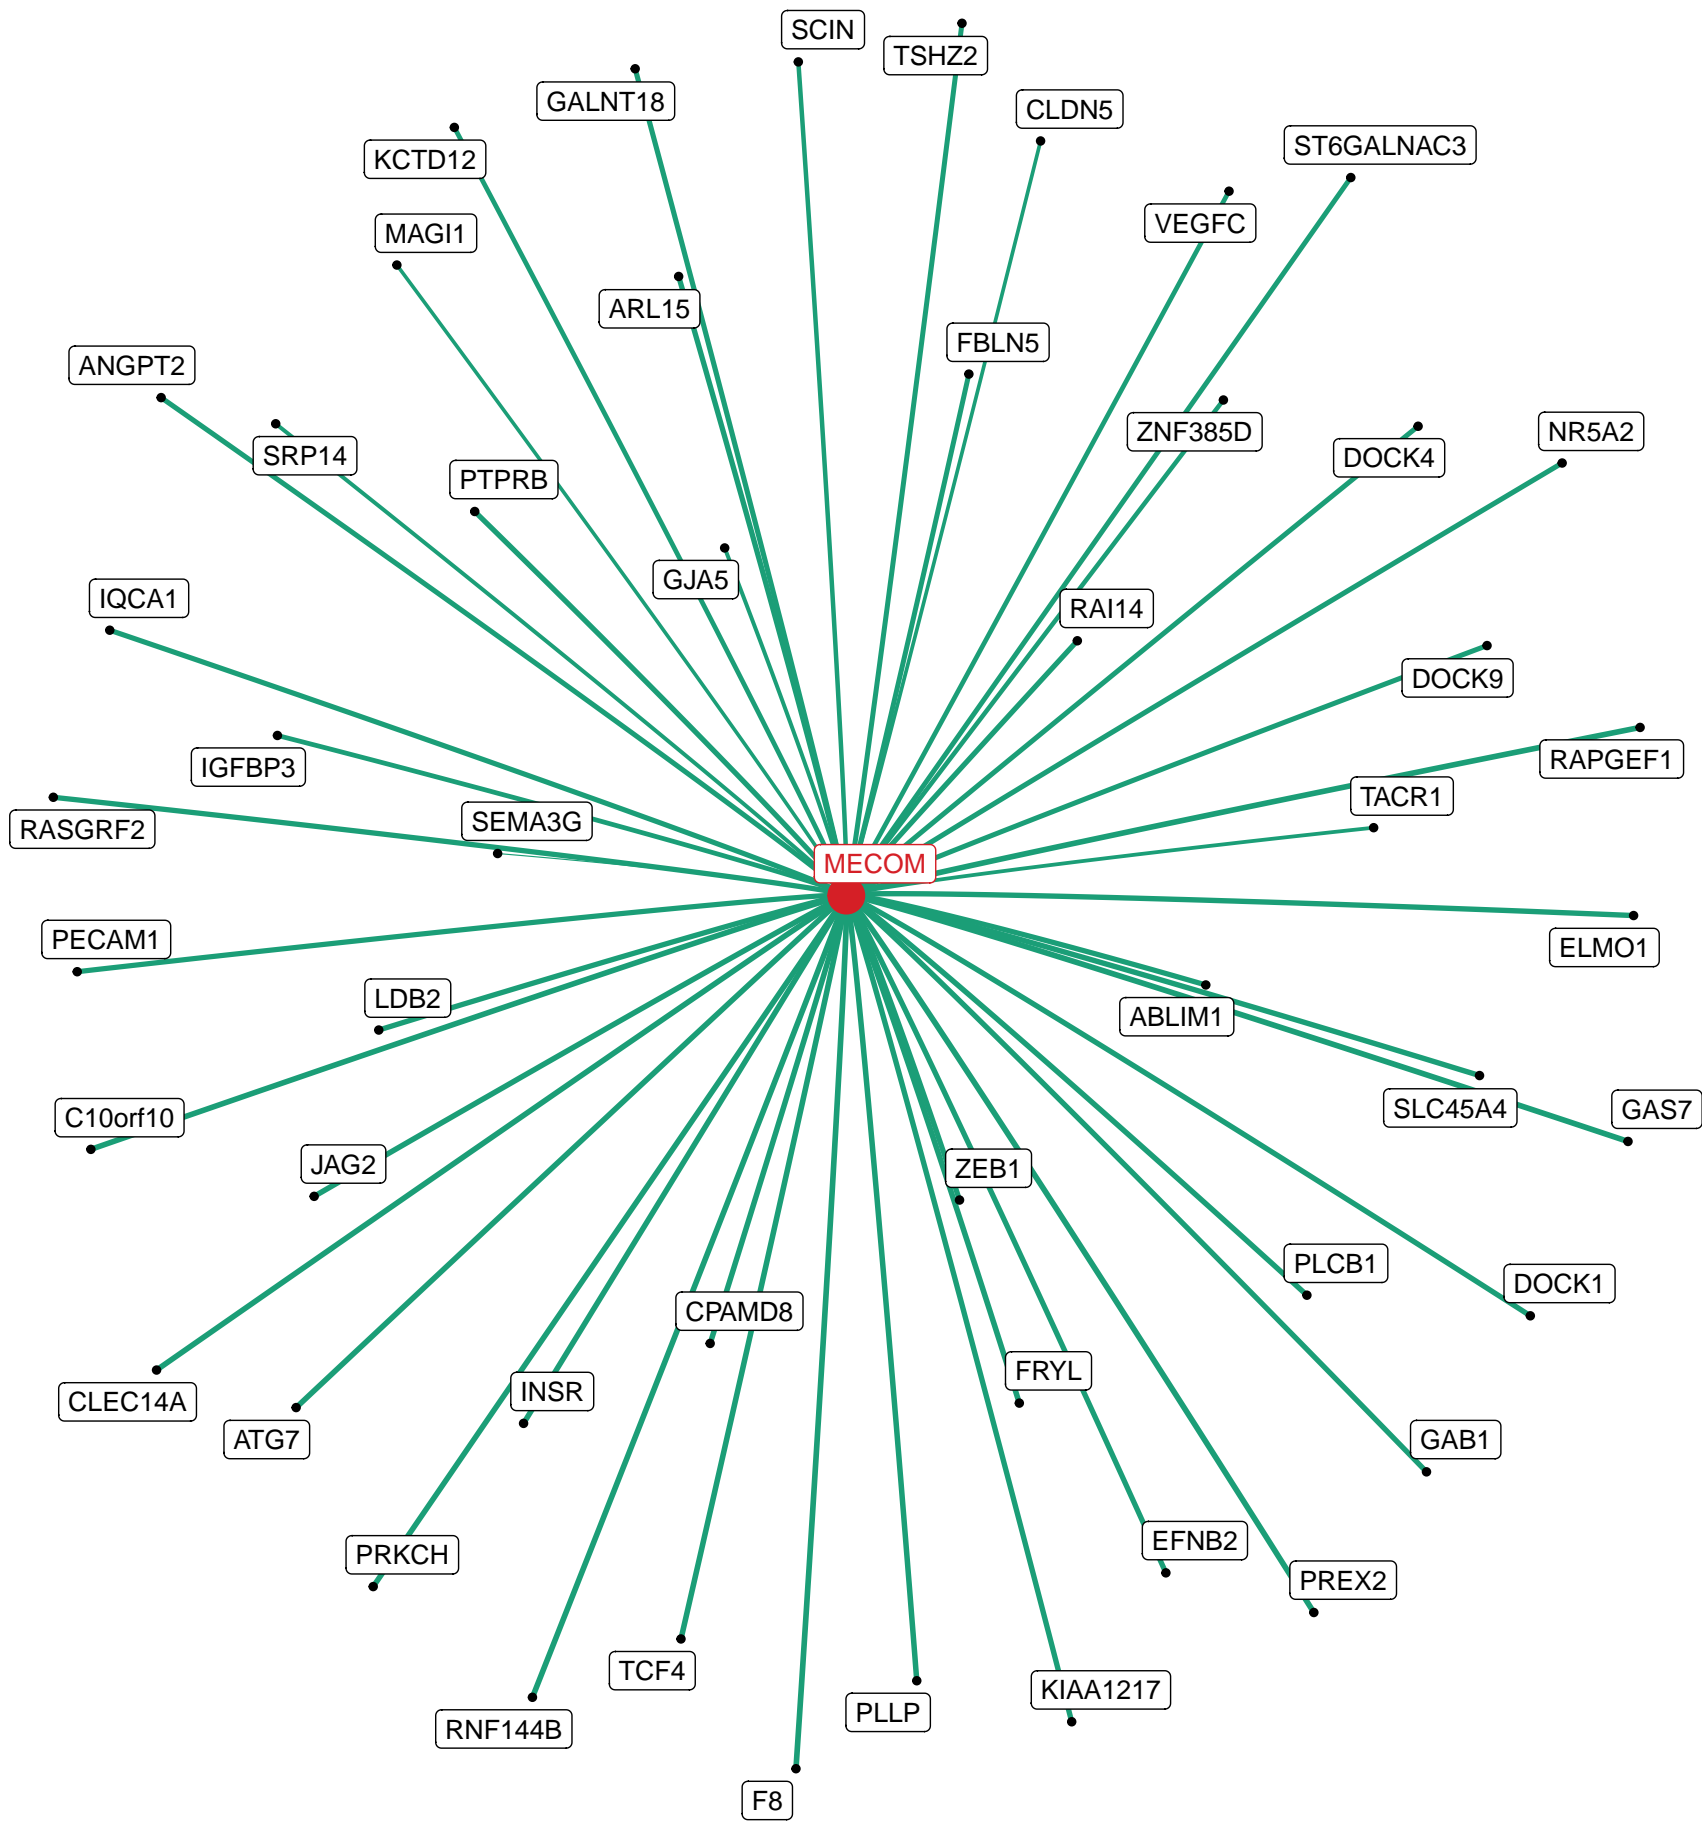 SCIN
TSHZ2
GALNT18
CLDN5
ST6GALNAC3
KCTD12
VEGFC
MAGI1
ARL15
FBLN5
ANGPT2
ZNF385D
NR5A2
SRP14
DOCK4
PTPRB
GJA5
IQCA1
RAI14
DOCK9
IGFBP3
RAPGEF1
TACR1
SEMA3G
RASGRF2
MECOM
PECAM1
ELMO1
LDB2
ABLIM1
SLC45A4
GAS7
C10orf10
JAG2
ZEB1
PLCB1
DOCK1
CPAMD8
FRYL
INSR
CLEC14A
ATG7
GAB1
EFNB2
PRKCH
PREX2
TCF4
KIAA1217
PLLP
RNF144B
F8